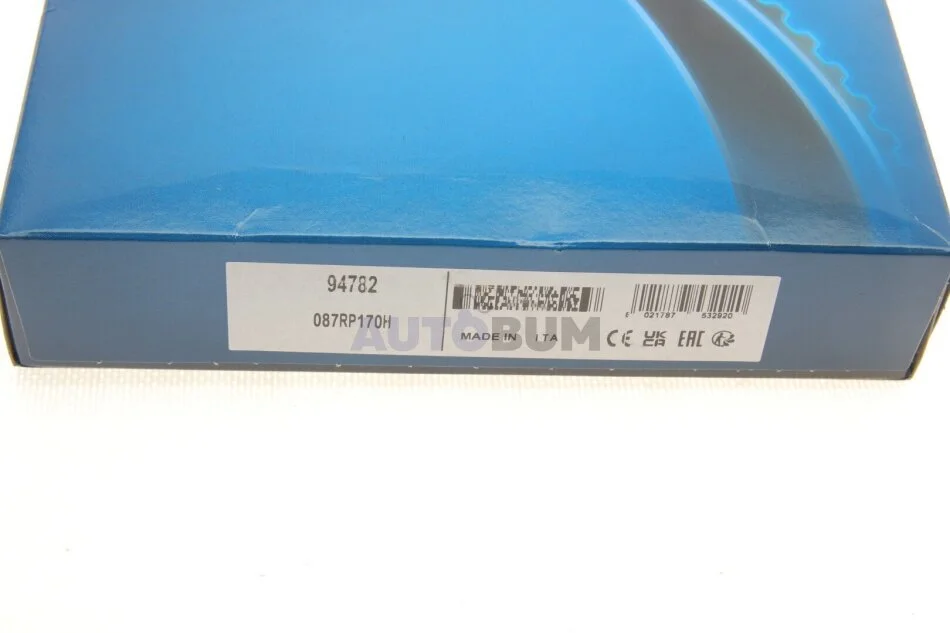 94782
087RP170H
MADE IN ITA
CE UK CA EAC
AUTOBUM